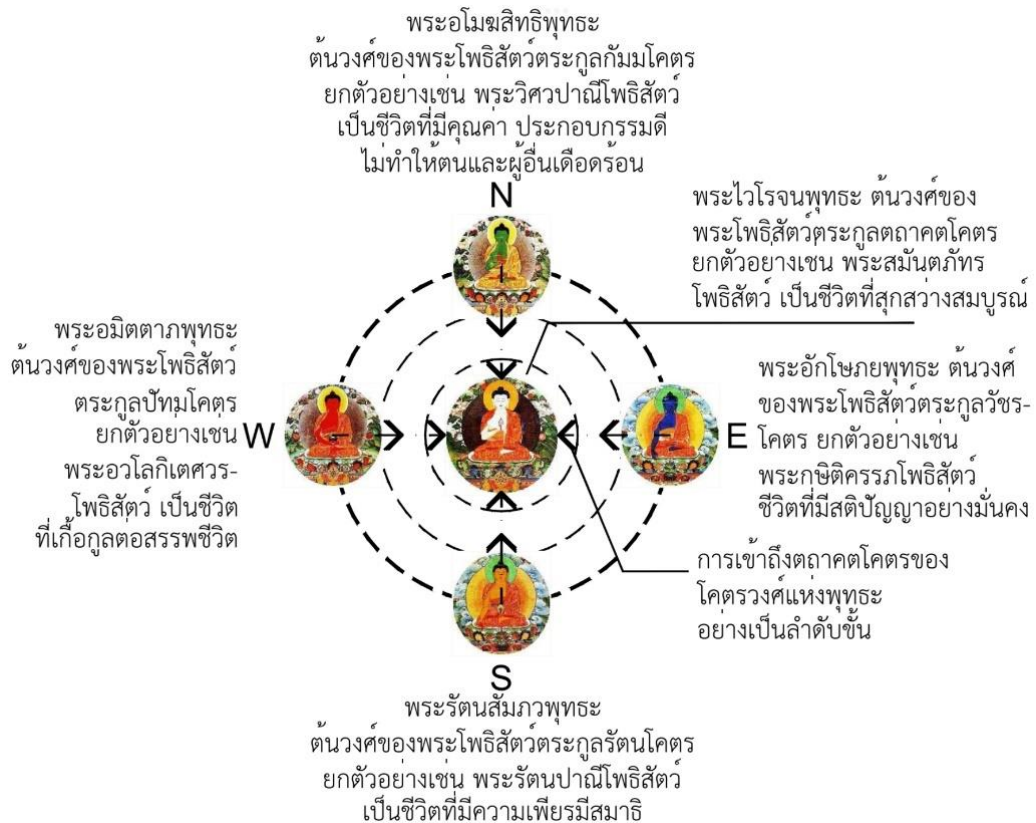 พระอโมฆสิทธิพุทธะ
ต้นวงศ์ของพระโพธิสัตว์ตระกูลกัมมโคตร
ยกตัวอย่างเช่น พระวิศวปาณีโพธิสัตว์
เป็นชีวิตที่มีคุณค่า ประกอบกรรมดี
ไม่ทำให้ตนและผู้อื่นเดือดร้อน
N
พระไวโรจนพุทธะ ต้นวงศ์ของ
พระโพธิสัตว์ตระกูลตถาคตโคตร
ยกตัวอย่างเช่น พระสมันตภัทร
โพธิสัตว์ เป็นชีวิตที่สุกสว่างสมบูรณ์
พระอมิตตาภพุทธะ
ต้นวงศ์ของพระโพธิสัตว์
ตระกูลปัทมโคตร
ยกตัวอย่างเช่น
พระอวโลกิเตศวร-
โพธิสัตว์ เป็นชีวิต
ที่เกื้อกูลต่อสรรพชีวิต
W
E
พระอักโษภยพุทธะ ต้นวงศ์
ของพระโพธิสัตว์ตระกูลวัชร-
โคตร ยกตัวอย่างเช่น
พระกษิติครรภโพธิสัตว์
ชีวิตที่มีสติปัญญาอย่างมั่นคง
การเข้าถึงตถาคตโคตรของ
โคตรวงศ์แห่งพุทธะ
อย่างเป็นลำดับขั้น
S
พระรัตนสัมภวพุทธะ
ต้นวงศ์ของพระโพธิสัตว์ตระกูลรัตนโคตร
ยกตัวอย่างเช่น พระรัตนปาณีโพธิสัตว์
เป็นชีวิตที่มีความเพียรมีสมาธิ